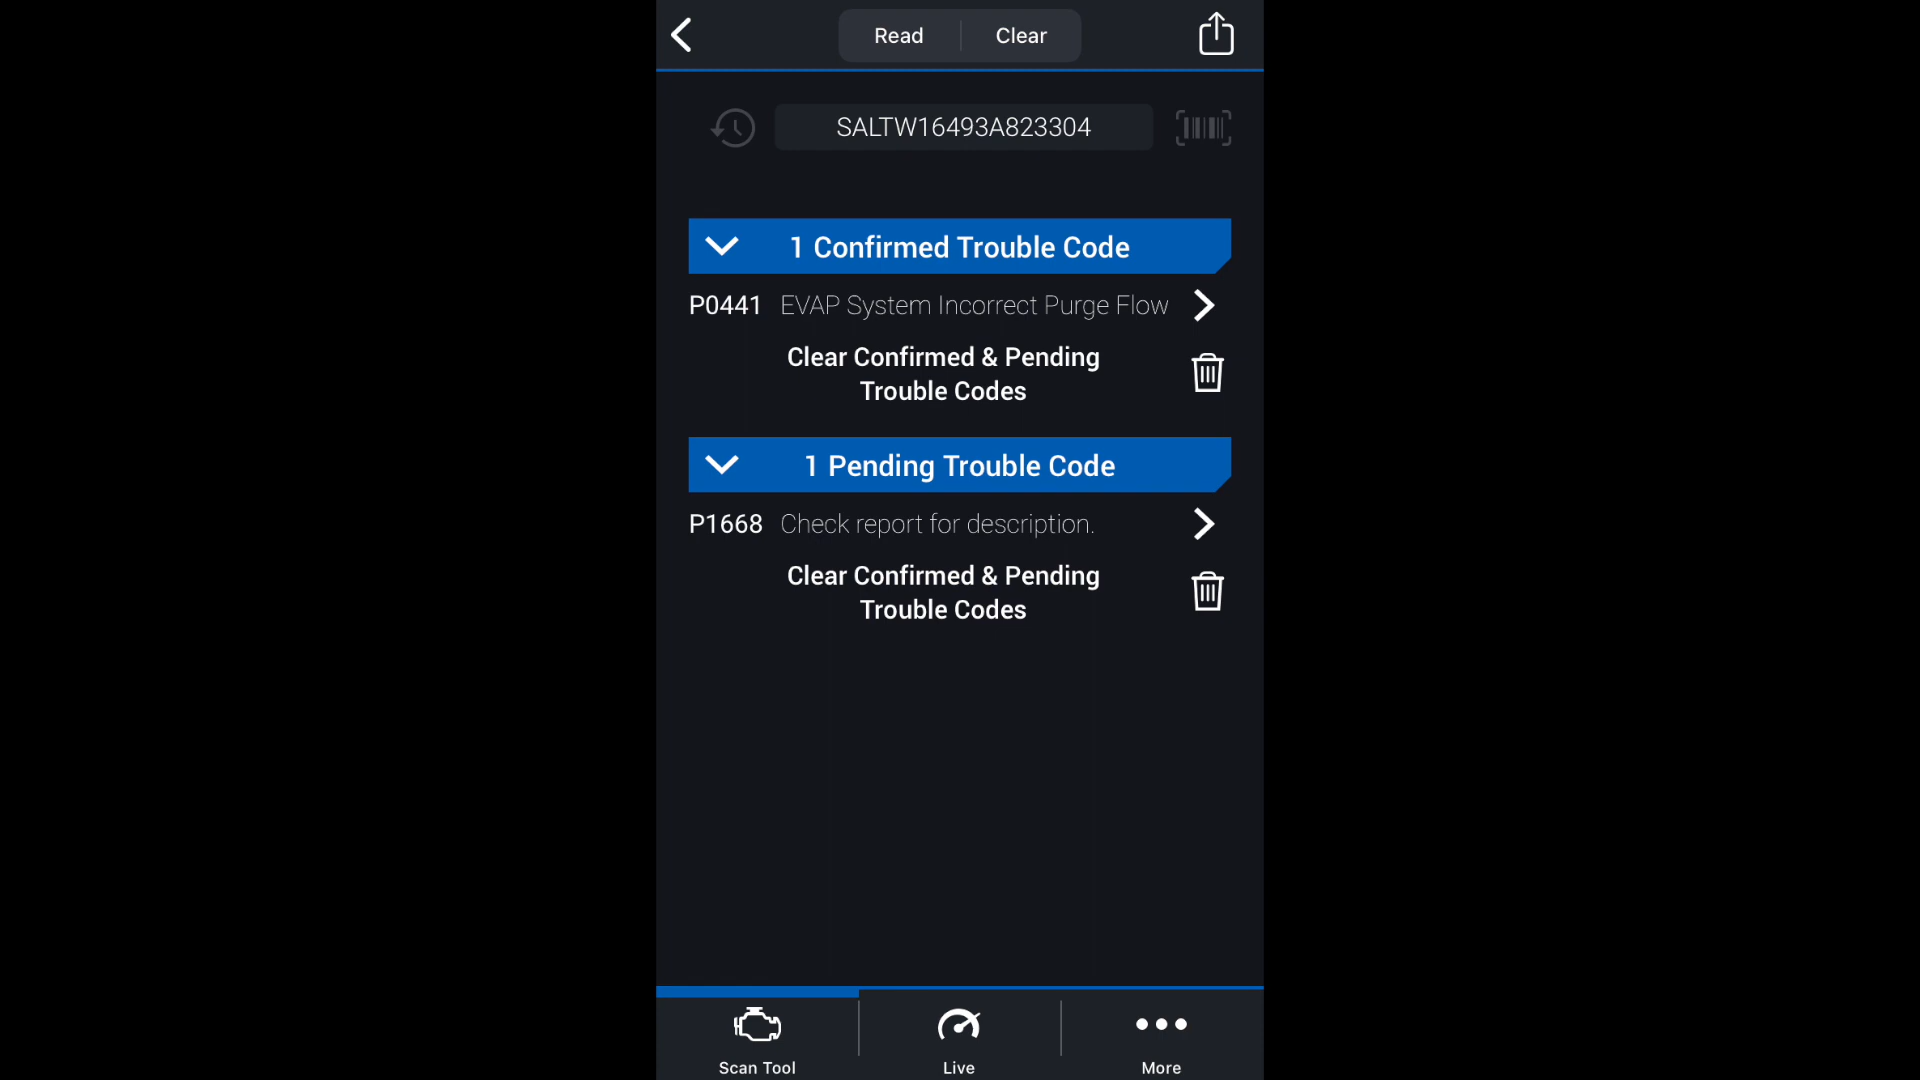 Read Clear
SALTW16493A823304
1 Confirmed Trouble Code
P0441 EVAP System Incorrect Purge Flow
Clear Confirmed & Pending
Trouble Codes
1 Pending Trouble Code
P1668 Check report for description.
Clear Confirmed & Pending
Trouble Codes
Scan Tool Live More